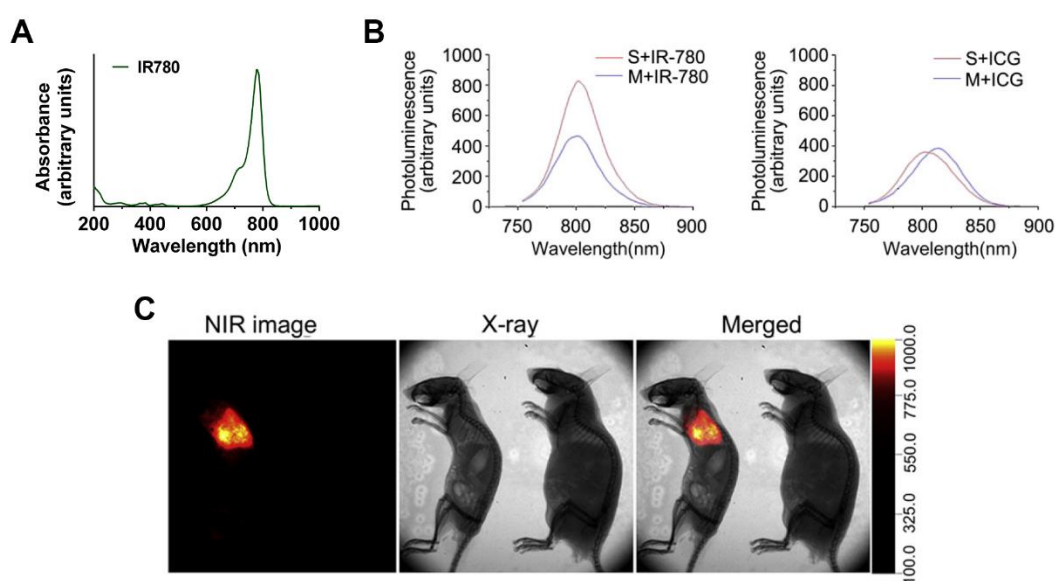 A
IR780
Absorbance
(arbitrary units)
200 400 600 800 1000
Wavelength (nm)
B
1000
800
600
400
200
0
Photoluminescence
(arbitrary units)
S+IR-780
M+IR-780
750 800 850 900
Wavelength(nm)
1000
800
600
400
200
0
Photoluminescence
(arbitrary units)
S+ICG
M+ICG
750 800 850 900
Wavelength(nm)
C
NIR image
X-ray
Merged
1000.0
775.0
550.0
325.0
100.0